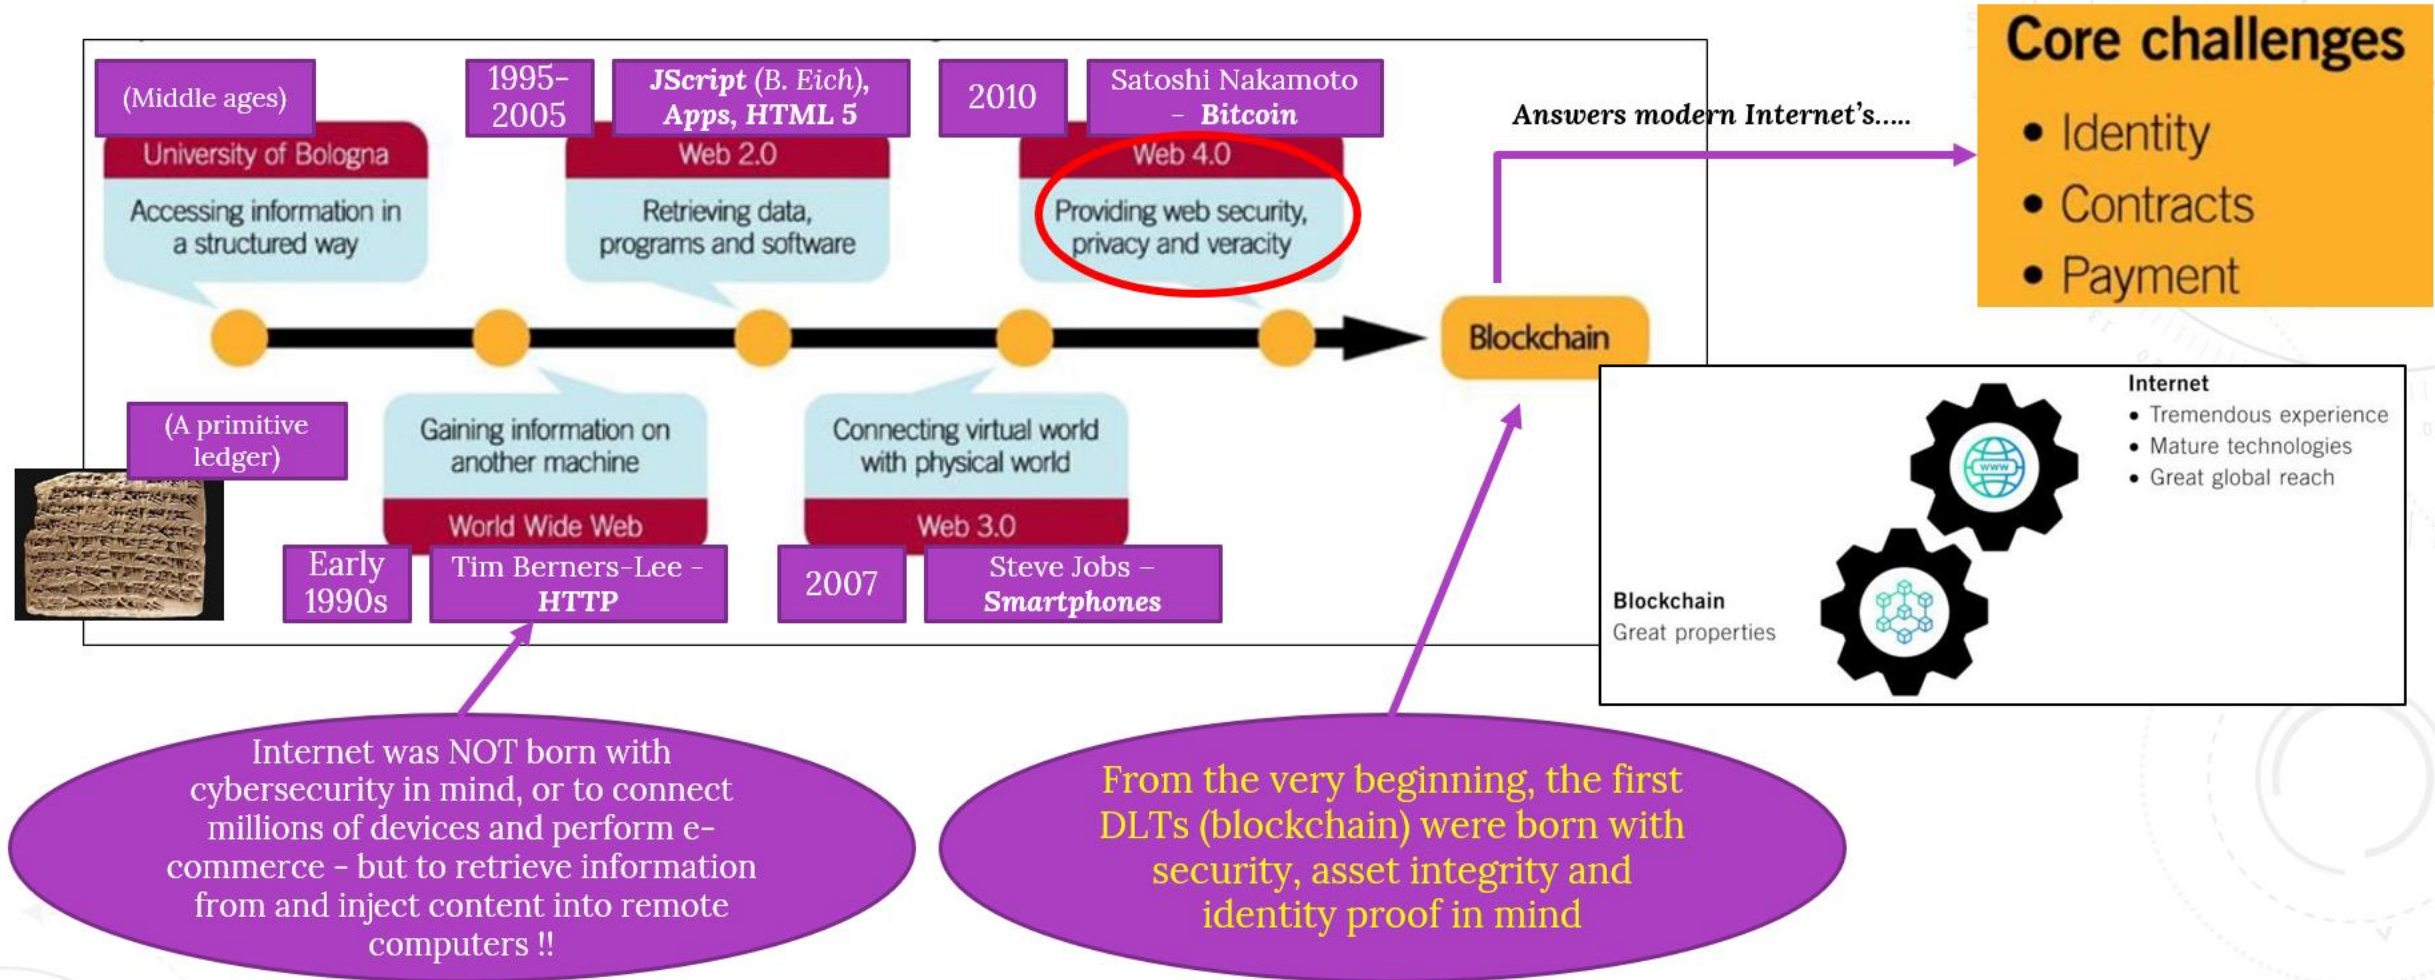 (Middle ages)
University of Bologna
Accessing information in
a structured way
1995-
2005
JScript (B. Eich),
Apps, HTML 5
Web 2.0
Retrieving data,
programs and software
2010
Satoshi Nakamoto
– Bitcoin
Web 4.0
Providing web security,
privacy and veracity
Answers modern Internet's.....
Core challenges
• Identity
• Contracts
• Payment
Blockchain
(A primitive
ledger)
Gaining information on
another machine
World Wide Web
Early
1990s
Tim Berners-Lee -
HTTP
Connecting virtual world
with physical world
Web 3.0
2007
Steve Jobs –
Smartphones
Internet
• Tremendous experience
• Mature technologies
• Great global reach
www
Blockchain
Great properties
Internet was NOT born with
cybersecurity in mind, or to connect
millions of devices and perform e-
commerce - but to retrieve information
from and inject content into remote
computers !!
From the very beginning, the first
DLTs (blockchain) were born with
security, asset integrity and
identity proof in mind